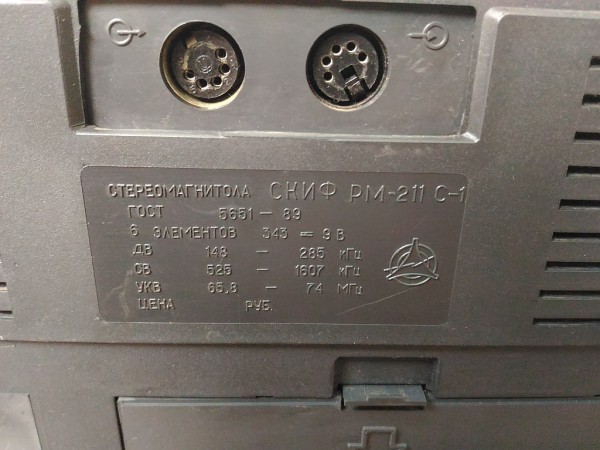 СТЕРЕОМАГНИТОЛА СКИФ РМ-211 С-1
ГОСТ 5651 - 89
6 ЭЛЕМЕНТОВ 343 = 9 В
ДВ 148 - 285 кГц
СВ 525 - 1607 кГц
УКВ 65,8 - 74 МГц
ЦЕНА РУБ.